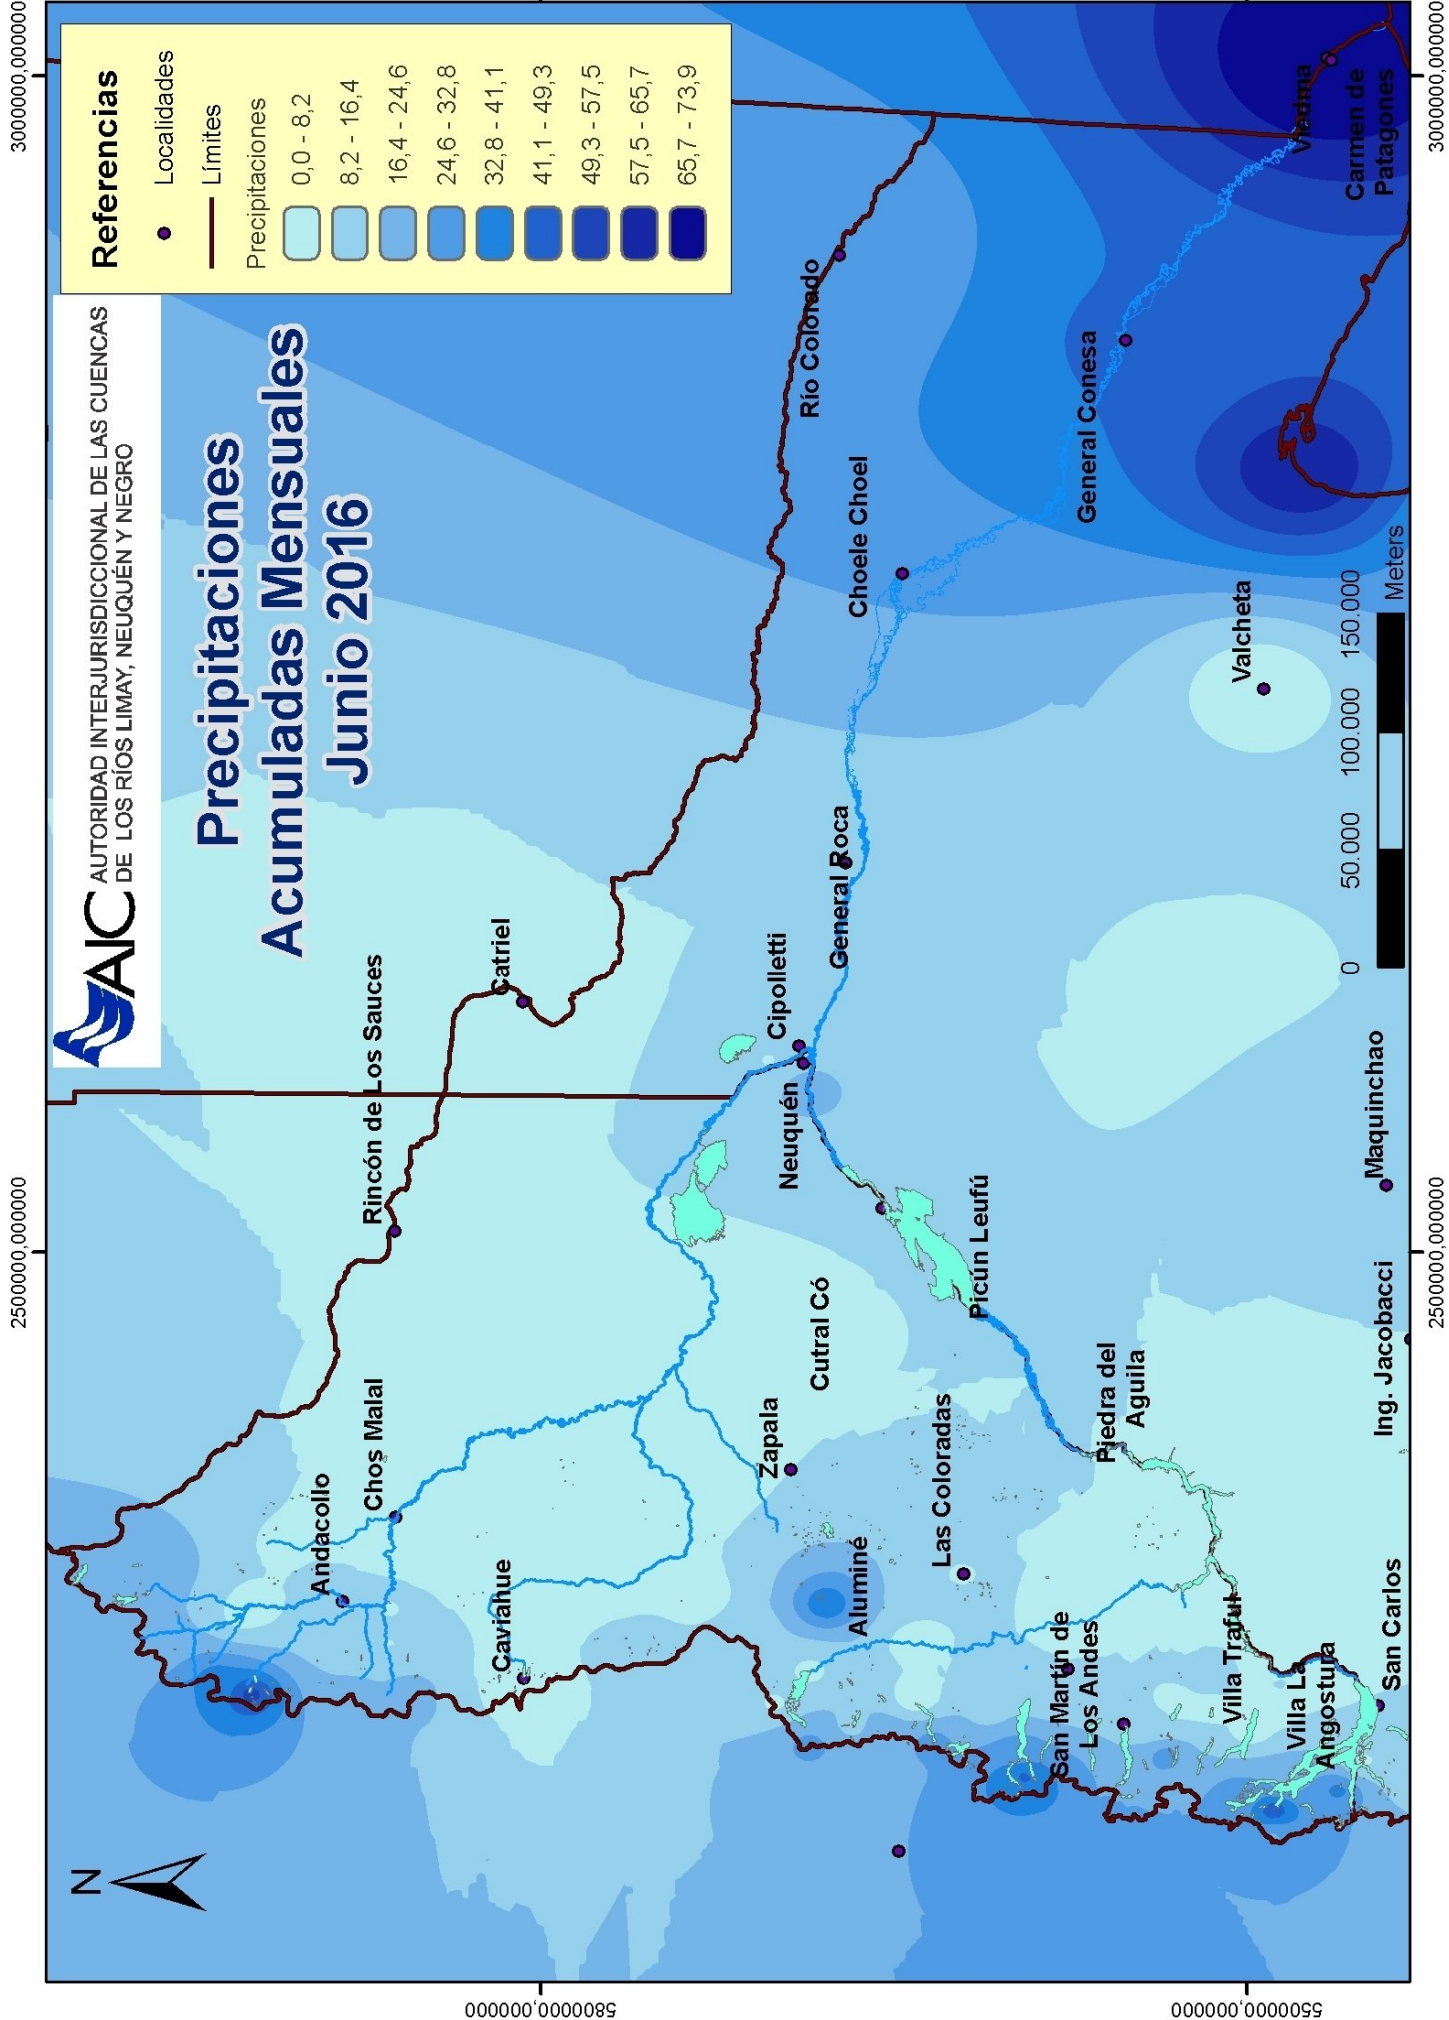 AIC
AUTORIDAD INTERJURISDICCIONAL DE LAS CUENCAS
DE LOS RÍOS LIMAY, NEUQUÉN Y NEGRO
Precipitaciones
Acumuladas Mensuales
Junio 2016
Referencias
Localidades
Límites
Precipitaciones
0,0 - 8,2
8,2 - 16,4
16,4 - 24,6
24,6 - 32,8
32,8 - 41,1
41,1 - 49,3
49,3 - 57,5
57,5 - 65,7
65,7 - 73,9
N
2500000,000000
3000000,000000
5800000,000000
5500000,000000
Andacollo
Chos Malal
Rincón de Los Sauces
Catriel
Caviahue
Zapala
Cutral Có
Neuquén
Cipolletti
General Roca
Choele Choel
Río Colorado
Aluminé
Las Coloradas
Picún Leufú
Piedra del
Aguila
San Martín de
Los Andes
Villa Traful
Villa La
Angostura
San Carlos
Ing. Jacobacci
Maquinchao
Valcheta
General Conesa
Viedma
Carmen de
Patagones
0 50.000 100.000 150.000
Meters
2500000,000000
3000000,000000